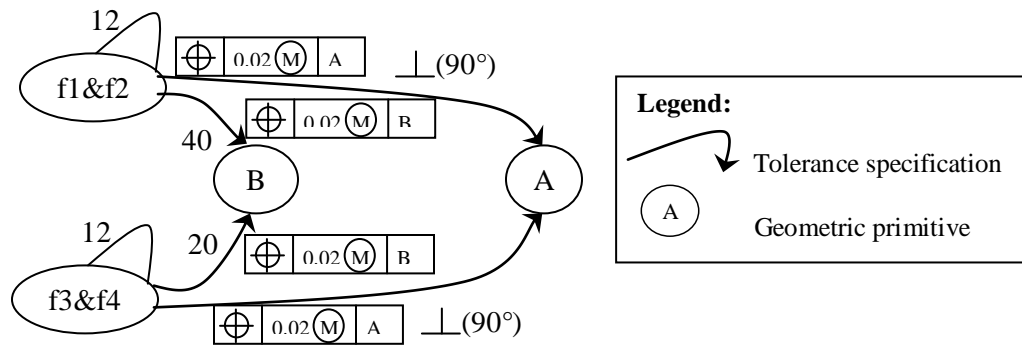 12
⌖ 0.02 Ⓜ A ⊥(90°)
f1&f2
⌖ 0.02 Ⓜ B
40
B
A
12
20
⌖ 0.02 Ⓜ B
f3&f4
⌖ 0.02 Ⓜ A ⊥(90°)
Legend:
Tolerance specification
A
Geometric primitive